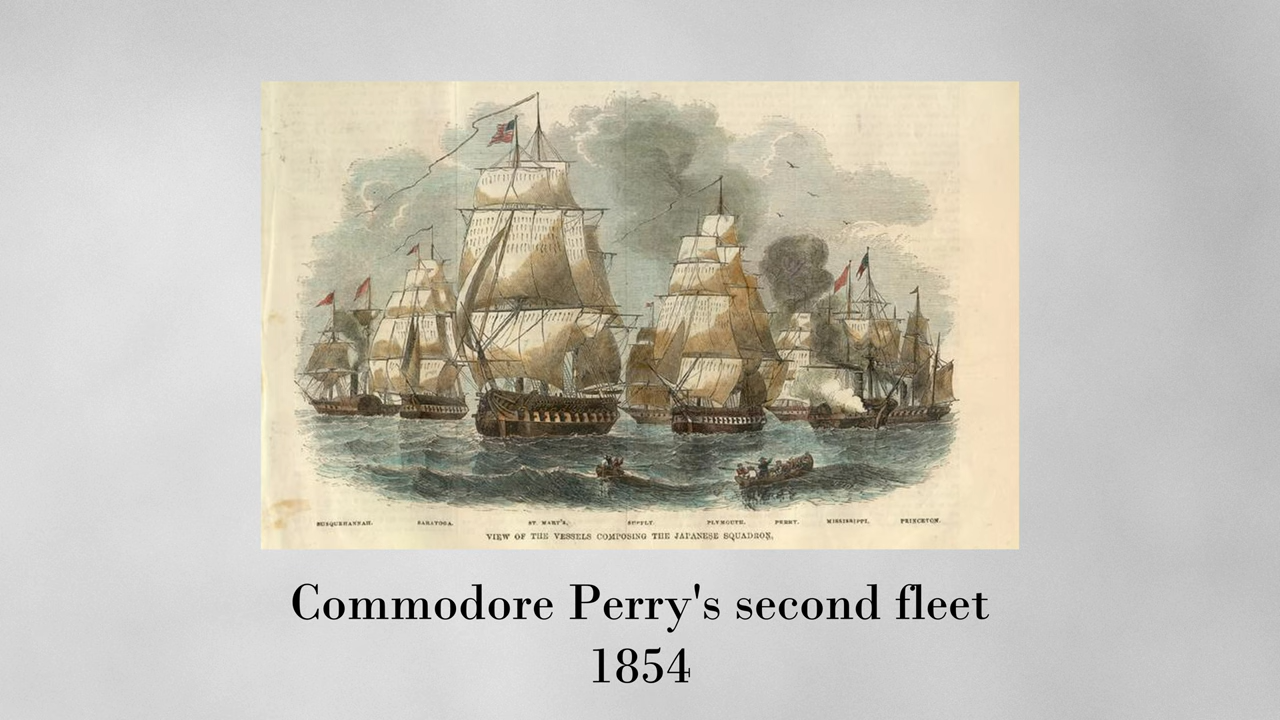 SUSQUEHANNAH. SARATOGA. ST. MARY'S. SUPPLY. PLYMOUTH. PERRY. MISSISSIPPI. PRINCETON.
VIEW OF THE VESSELS COMPOSING THE JAPANESE SQUADRON.
Commodore Perry's second fleet
1854